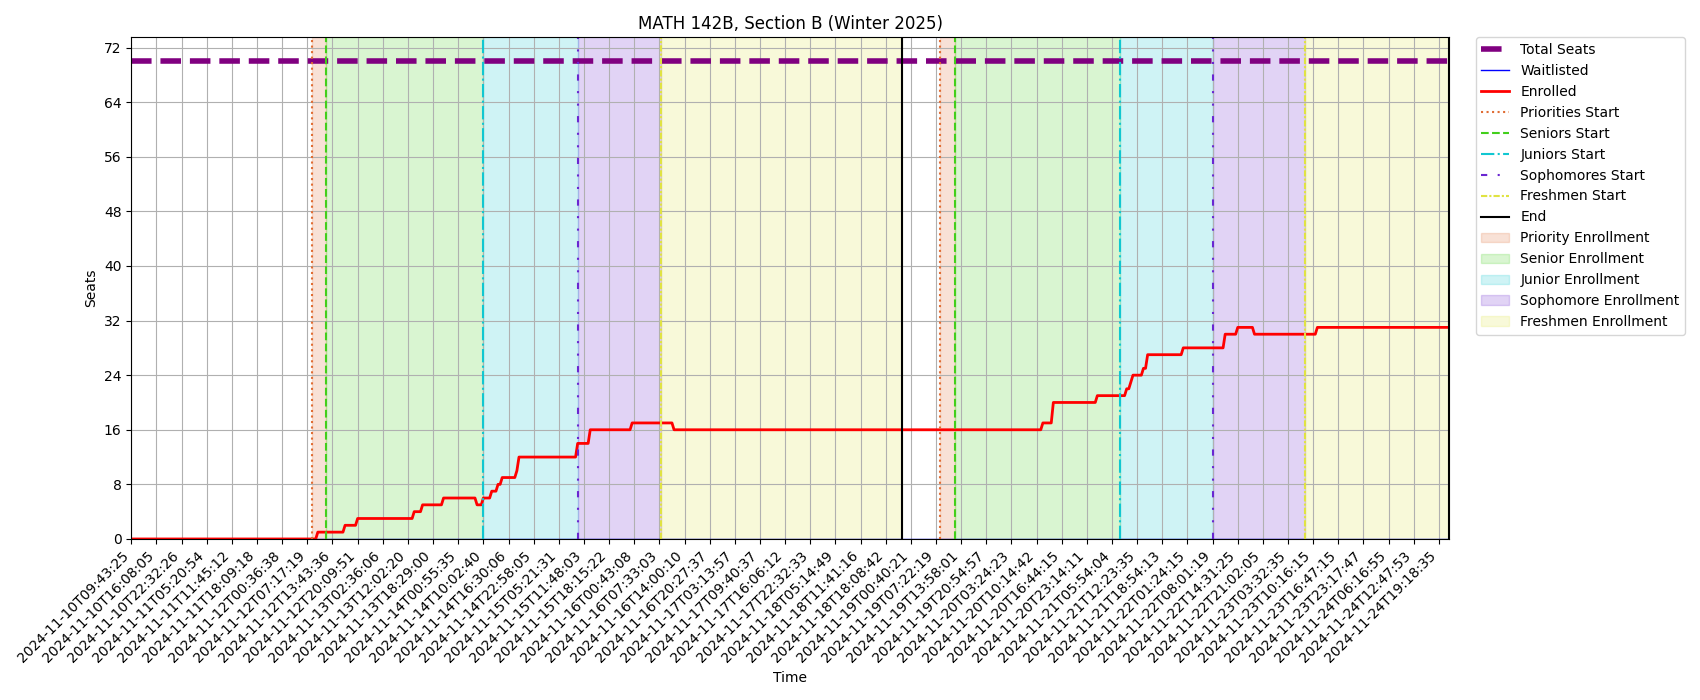 MATH 142B, Section B (Winter 2025)
72
64
56
48
40
32
24
16
8
0
Seats
2024-11-10T09:43:25
2024-11-10T16:08:05
2024-11-10T22:32:26
2024-11-11T05:20:54
2024-11-11T11:45:12
2024-11-11T18:09:18
2024-11-12T00:36:38
2024-11-12T07:17:19
2024-11-12T13:43:36
2024-11-12T20:09:51
2024-11-13T02:36:06
2024-11-13T12:02:20
2024-11-13T18:29:00
2024-11-14T00:55:35
2024-11-14T10:02:40
2024-11-14T16:30:06
2024-11-14T22:58:05
2024-11-15T05:21:31
2024-11-15T11:48:03
2024-11-15T18:15:22
2024-11-16T00:43:08
2024-11-16T07:33:03
2024-11-16T14:00:10
2024-11-16T20:27:37
2024-11-17T03:13:57
2024-11-17T09:40:37
2024-11-17T16:06:12
2024-11-17T22:32:33
2024-11-18T05:14:49
2024-11-18T11:41:16
2024-11-18T18:08:42
2024-11-19T00:40:21
2024-11-19T07:22:19
2024-11-19T13:58:01
2024-11-19T20:54:57
2024-11-20T03:24:23
2024-11-20T10:14:42
2024-11-20T16:44:15
2024-11-20T23:14:11
2024-11-21T05:54:04
2024-11-21T12:23:35
2024-11-21T18:54:13
2024-11-22T01:24:15
2024-11-22T08:01:19
2024-11-22T14:31:25
2024-11-22T21:02:05
2024-11-23T03:32:35
2024-11-23T10:16:15
2024-11-23T16:47:15
2024-11-23T23:17:47
2024-11-24T06:16:55
2024-11-24T12:47:53
2024-11-24T19:18:35
Time
Total Seats
Waitlisted
Enrolled
Priorities Start
Seniors Start
Juniors Start
Sophomores Start
Freshmen Start
End
Priority Enrollment
Senior Enrollment
Junior Enrollment
Sophomore Enrollment
Freshmen Enrollment